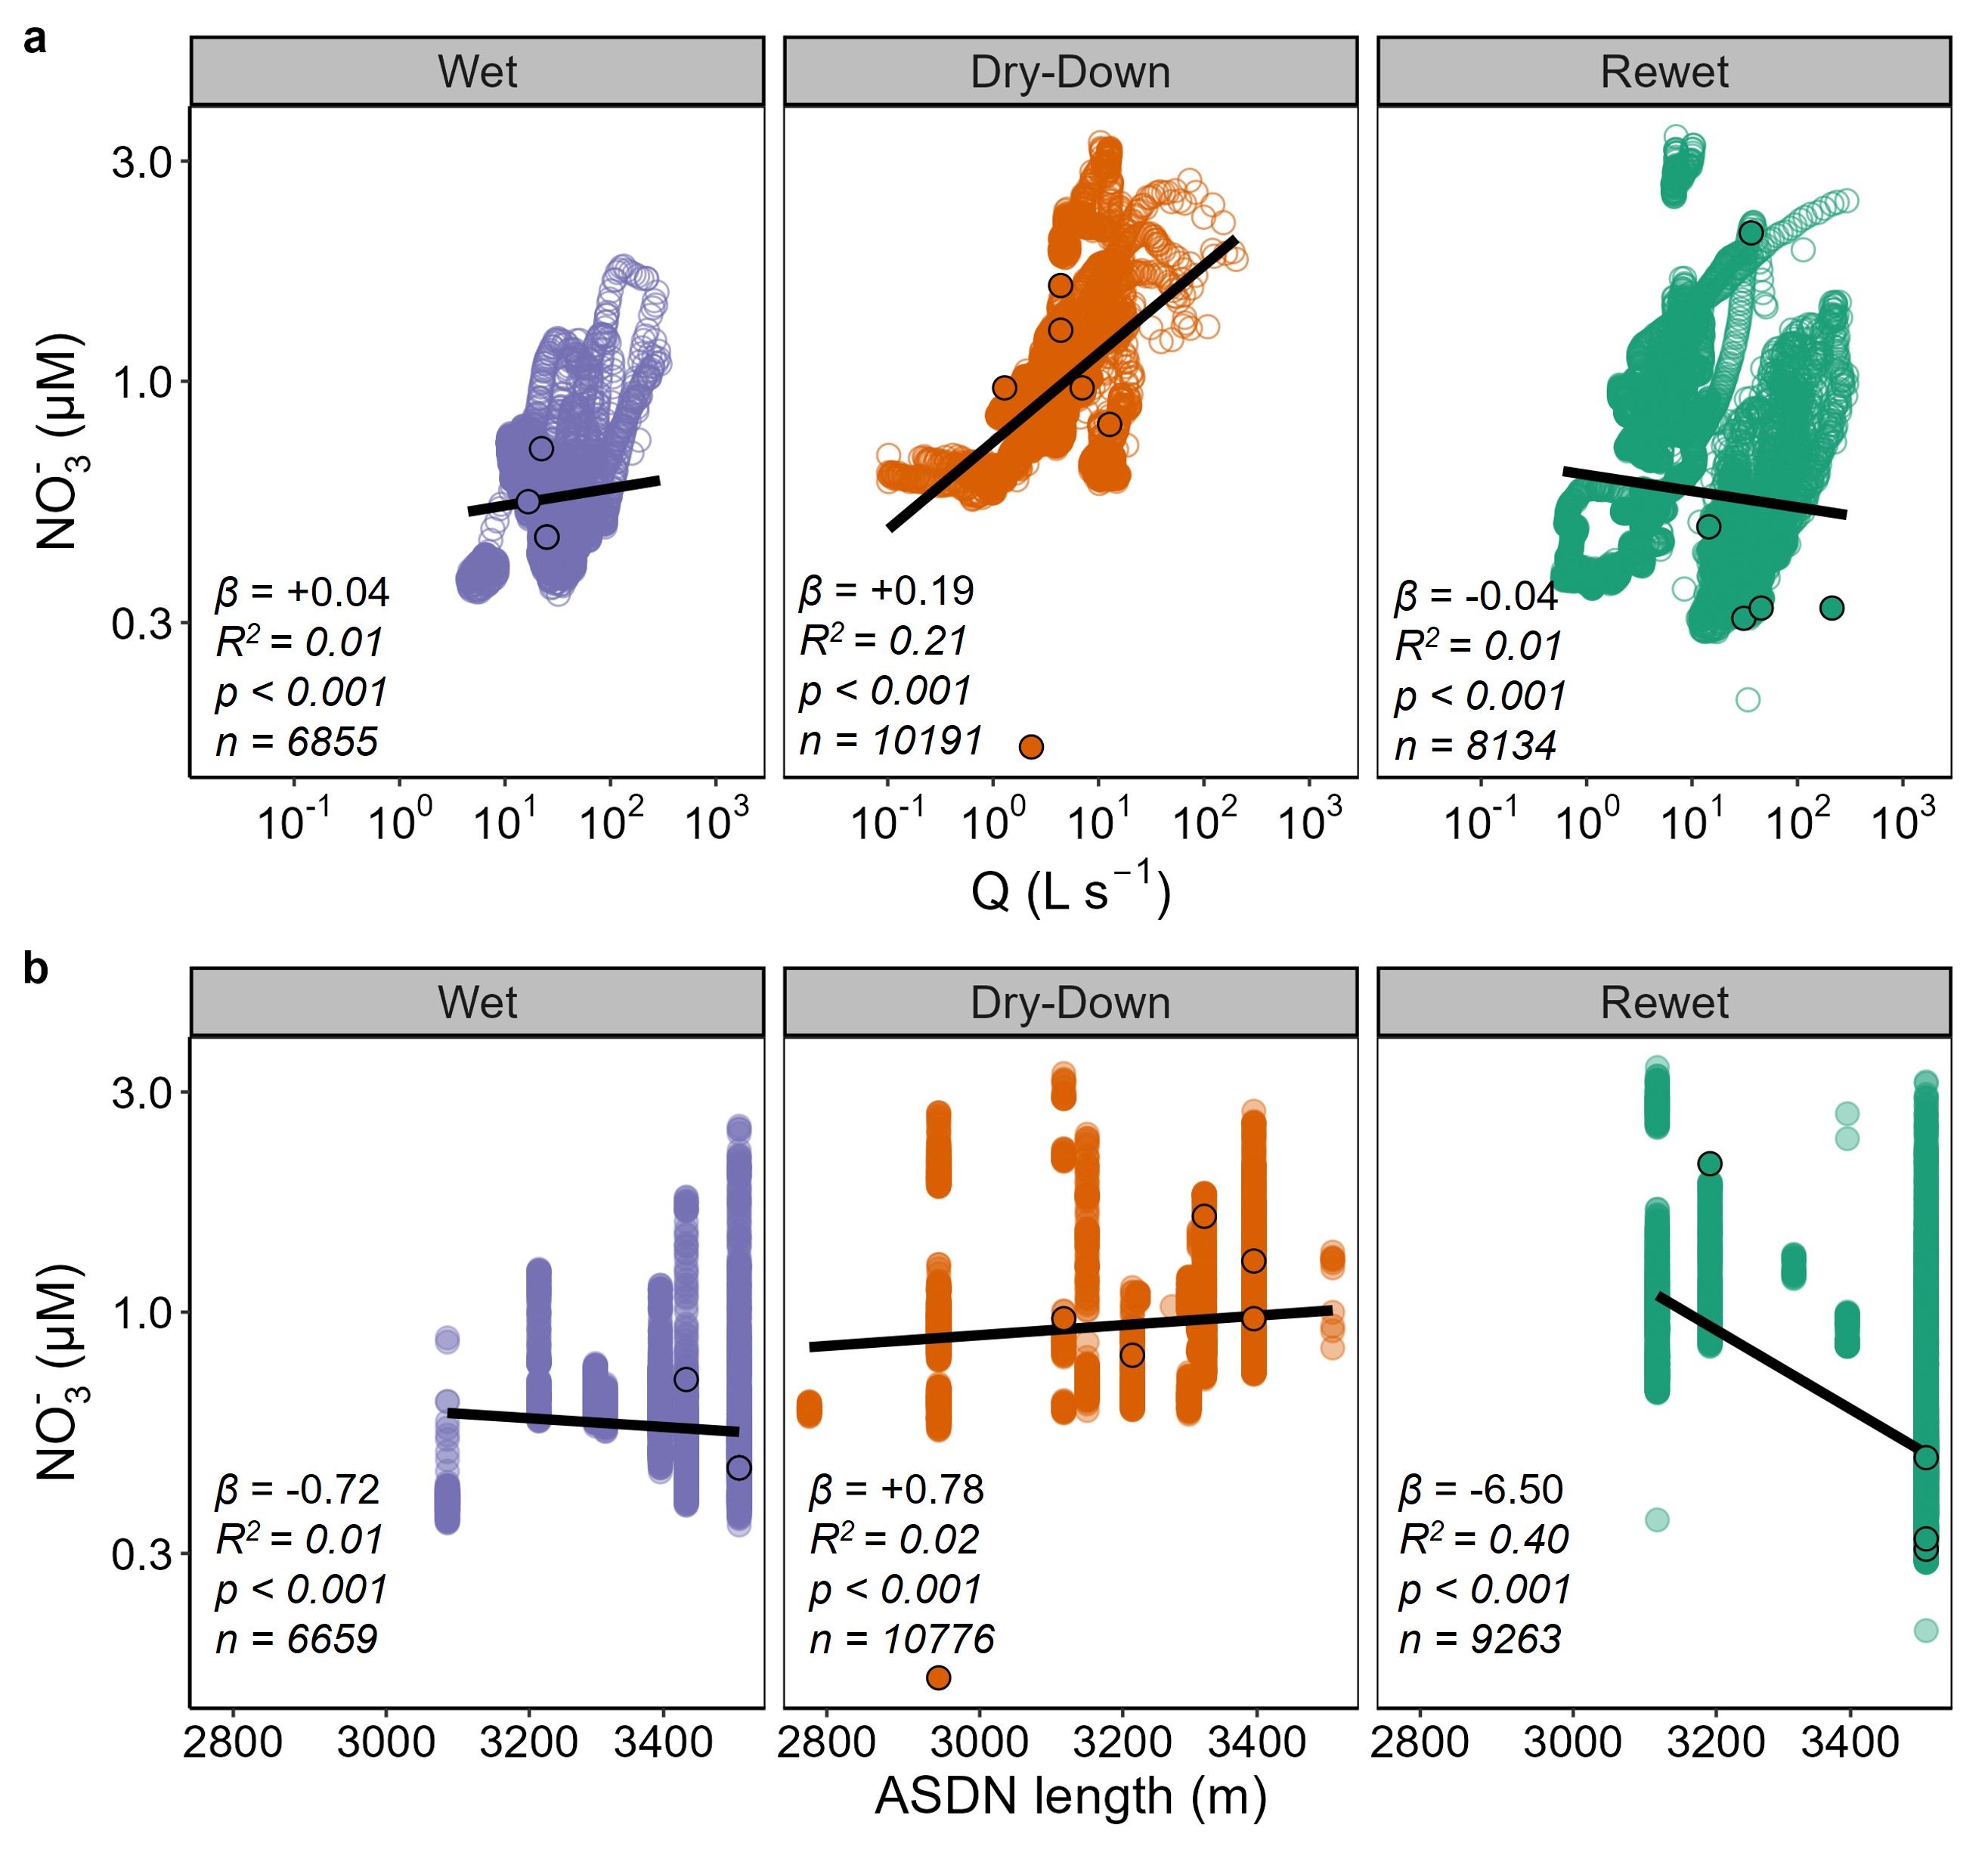 a
Wet Dry-Down Rewet
3.0
1.0
0.3
NO₃⁻ (µM)
β = +0.04
R² = 0.01
p < 0.001
n = 6855
β = +0.19
R² = 0.21
p < 0.001
n = 10191
β = -0.04
R² = 0.01
p < 0.001
n = 8134
10⁻¹ 10⁰ 10¹ 10² 10³ 10⁻¹ 10⁰ 10¹ 10² 10³ 10⁻¹ 10⁰ 10¹ 10² 10³
Q (L s⁻¹)
b
Wet Dry-Down Rewet
3.0
1.0
0.3
NO₃⁻ (µM)
β = -0.72
R² = 0.01
p < 0.001
n = 6659
β = +0.78
R² = 0.02
p < 0.001
n = 10776
β = -6.50
R² = 0.40
p < 0.001
n = 9263
2800 3000 3200 3400 2800 3000 3200 3400 2800 3000 3200 3400
ASDN length (m)